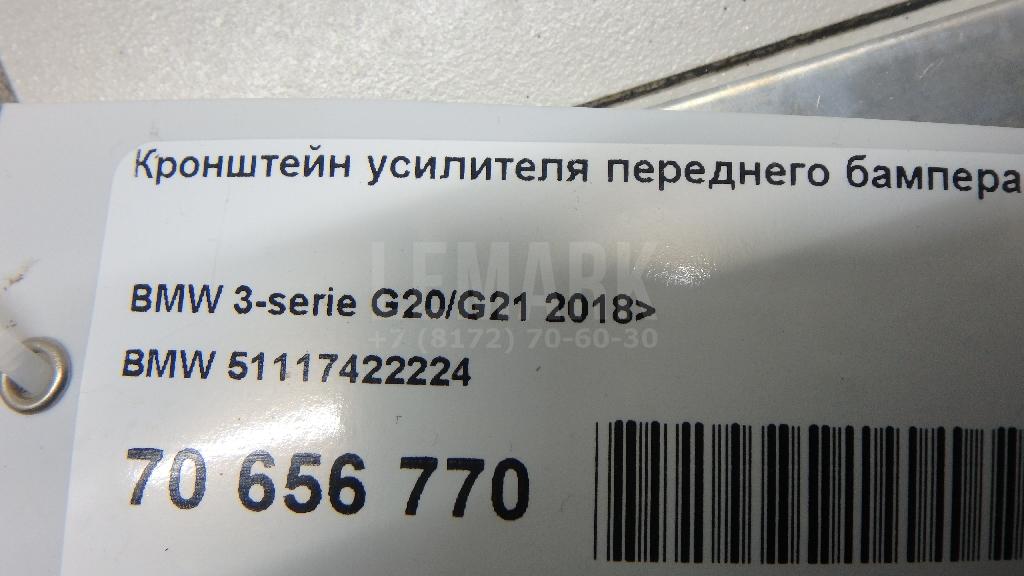 Кронштейн усилителя переднего бампера
LEMARK
BMW 3-serie G20/G21 2018>
+7 (8172) 70-60-30
BMW 51117422224
70 656 770